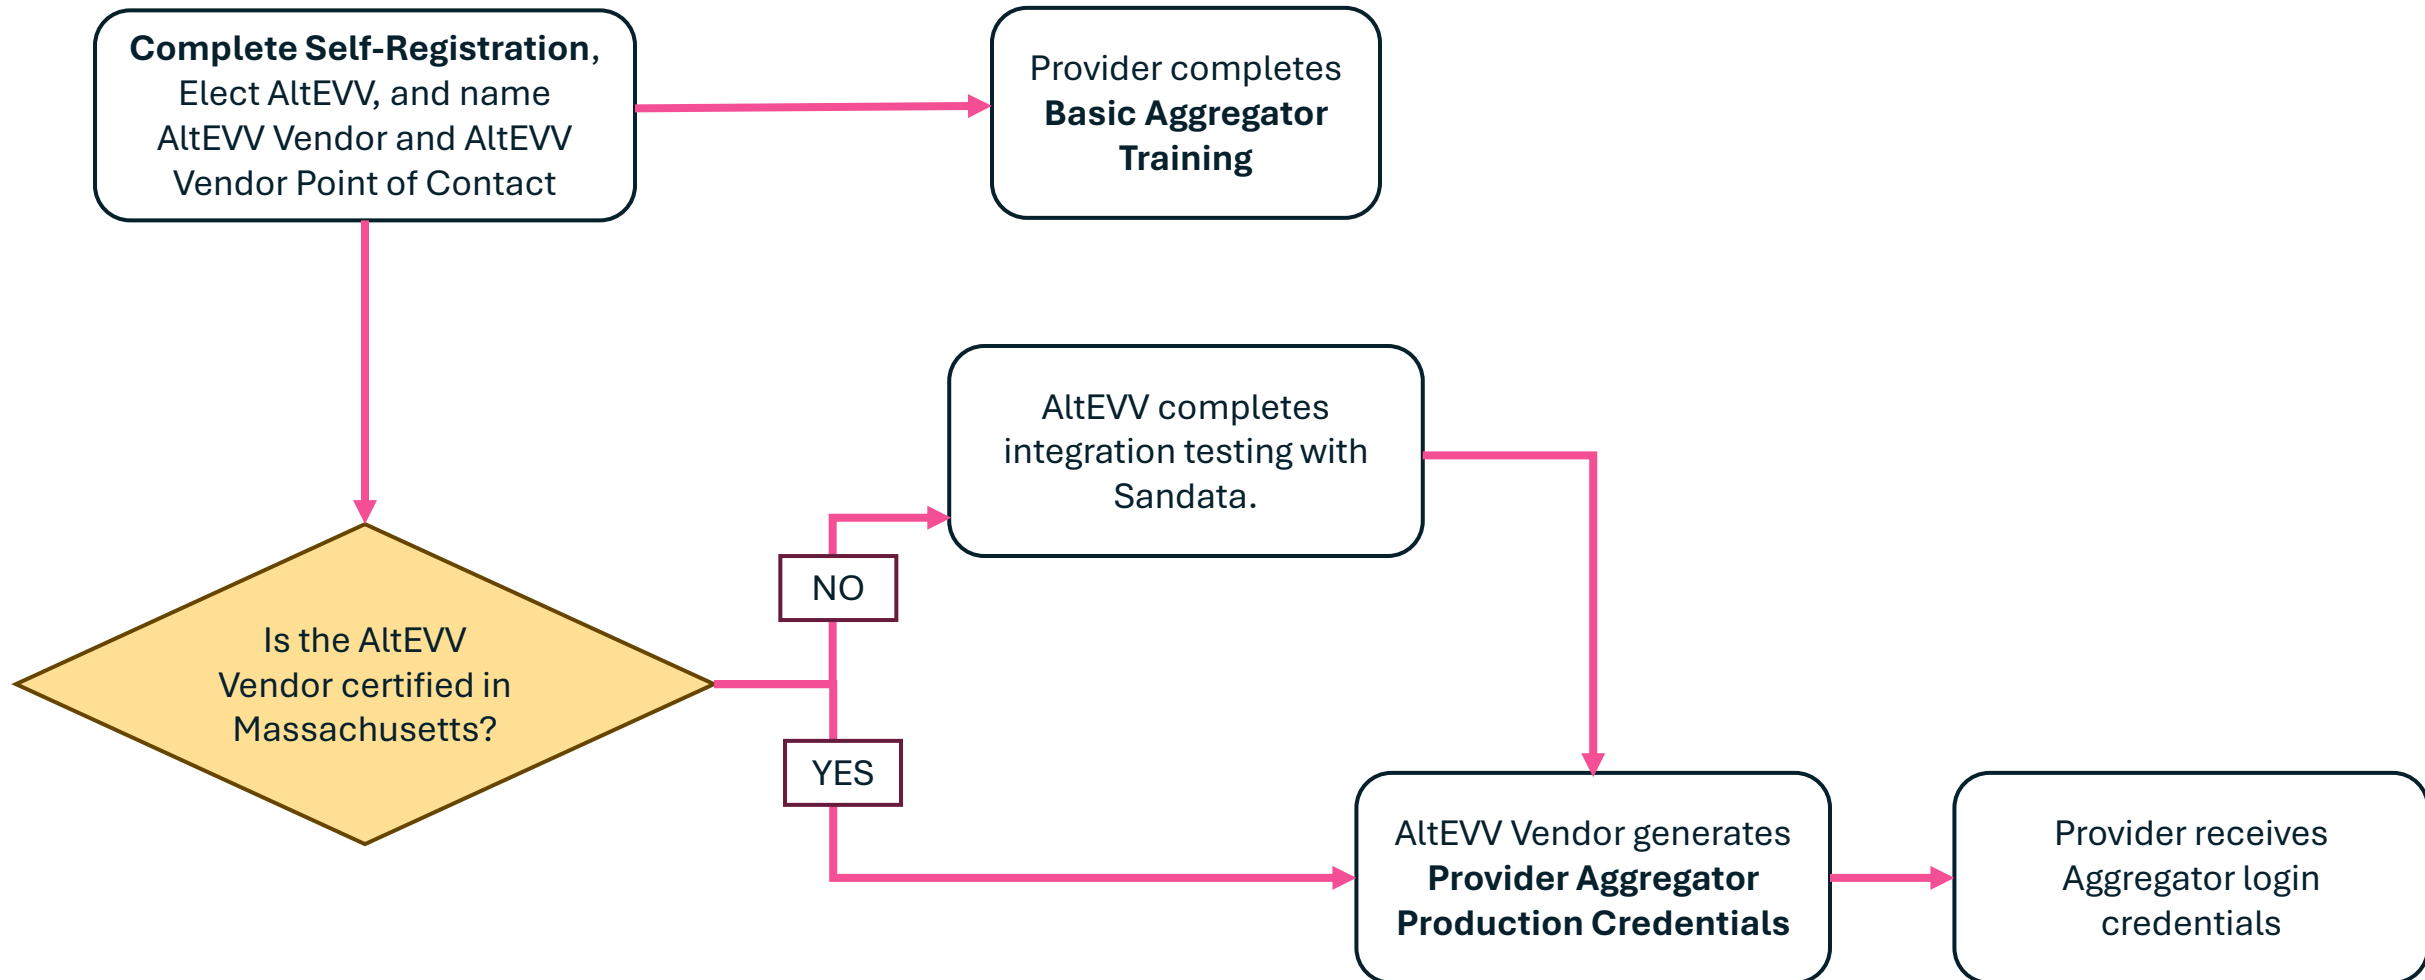 Complete Self-Registration,
Elect AltEVV, and name
AltEVV Vendor and AltEVV
Vendor Point of Contact
Provider completes
Basic Aggregator
Training
AltEVV completes
integration testing with
Sandata.
NO
Is the AltEVV
Vendor certified in
Massachusetts?
YES
AltEVV Vendor generates
Provider Aggregator
Production Credentials
Provider receives
Aggregator login
credentials